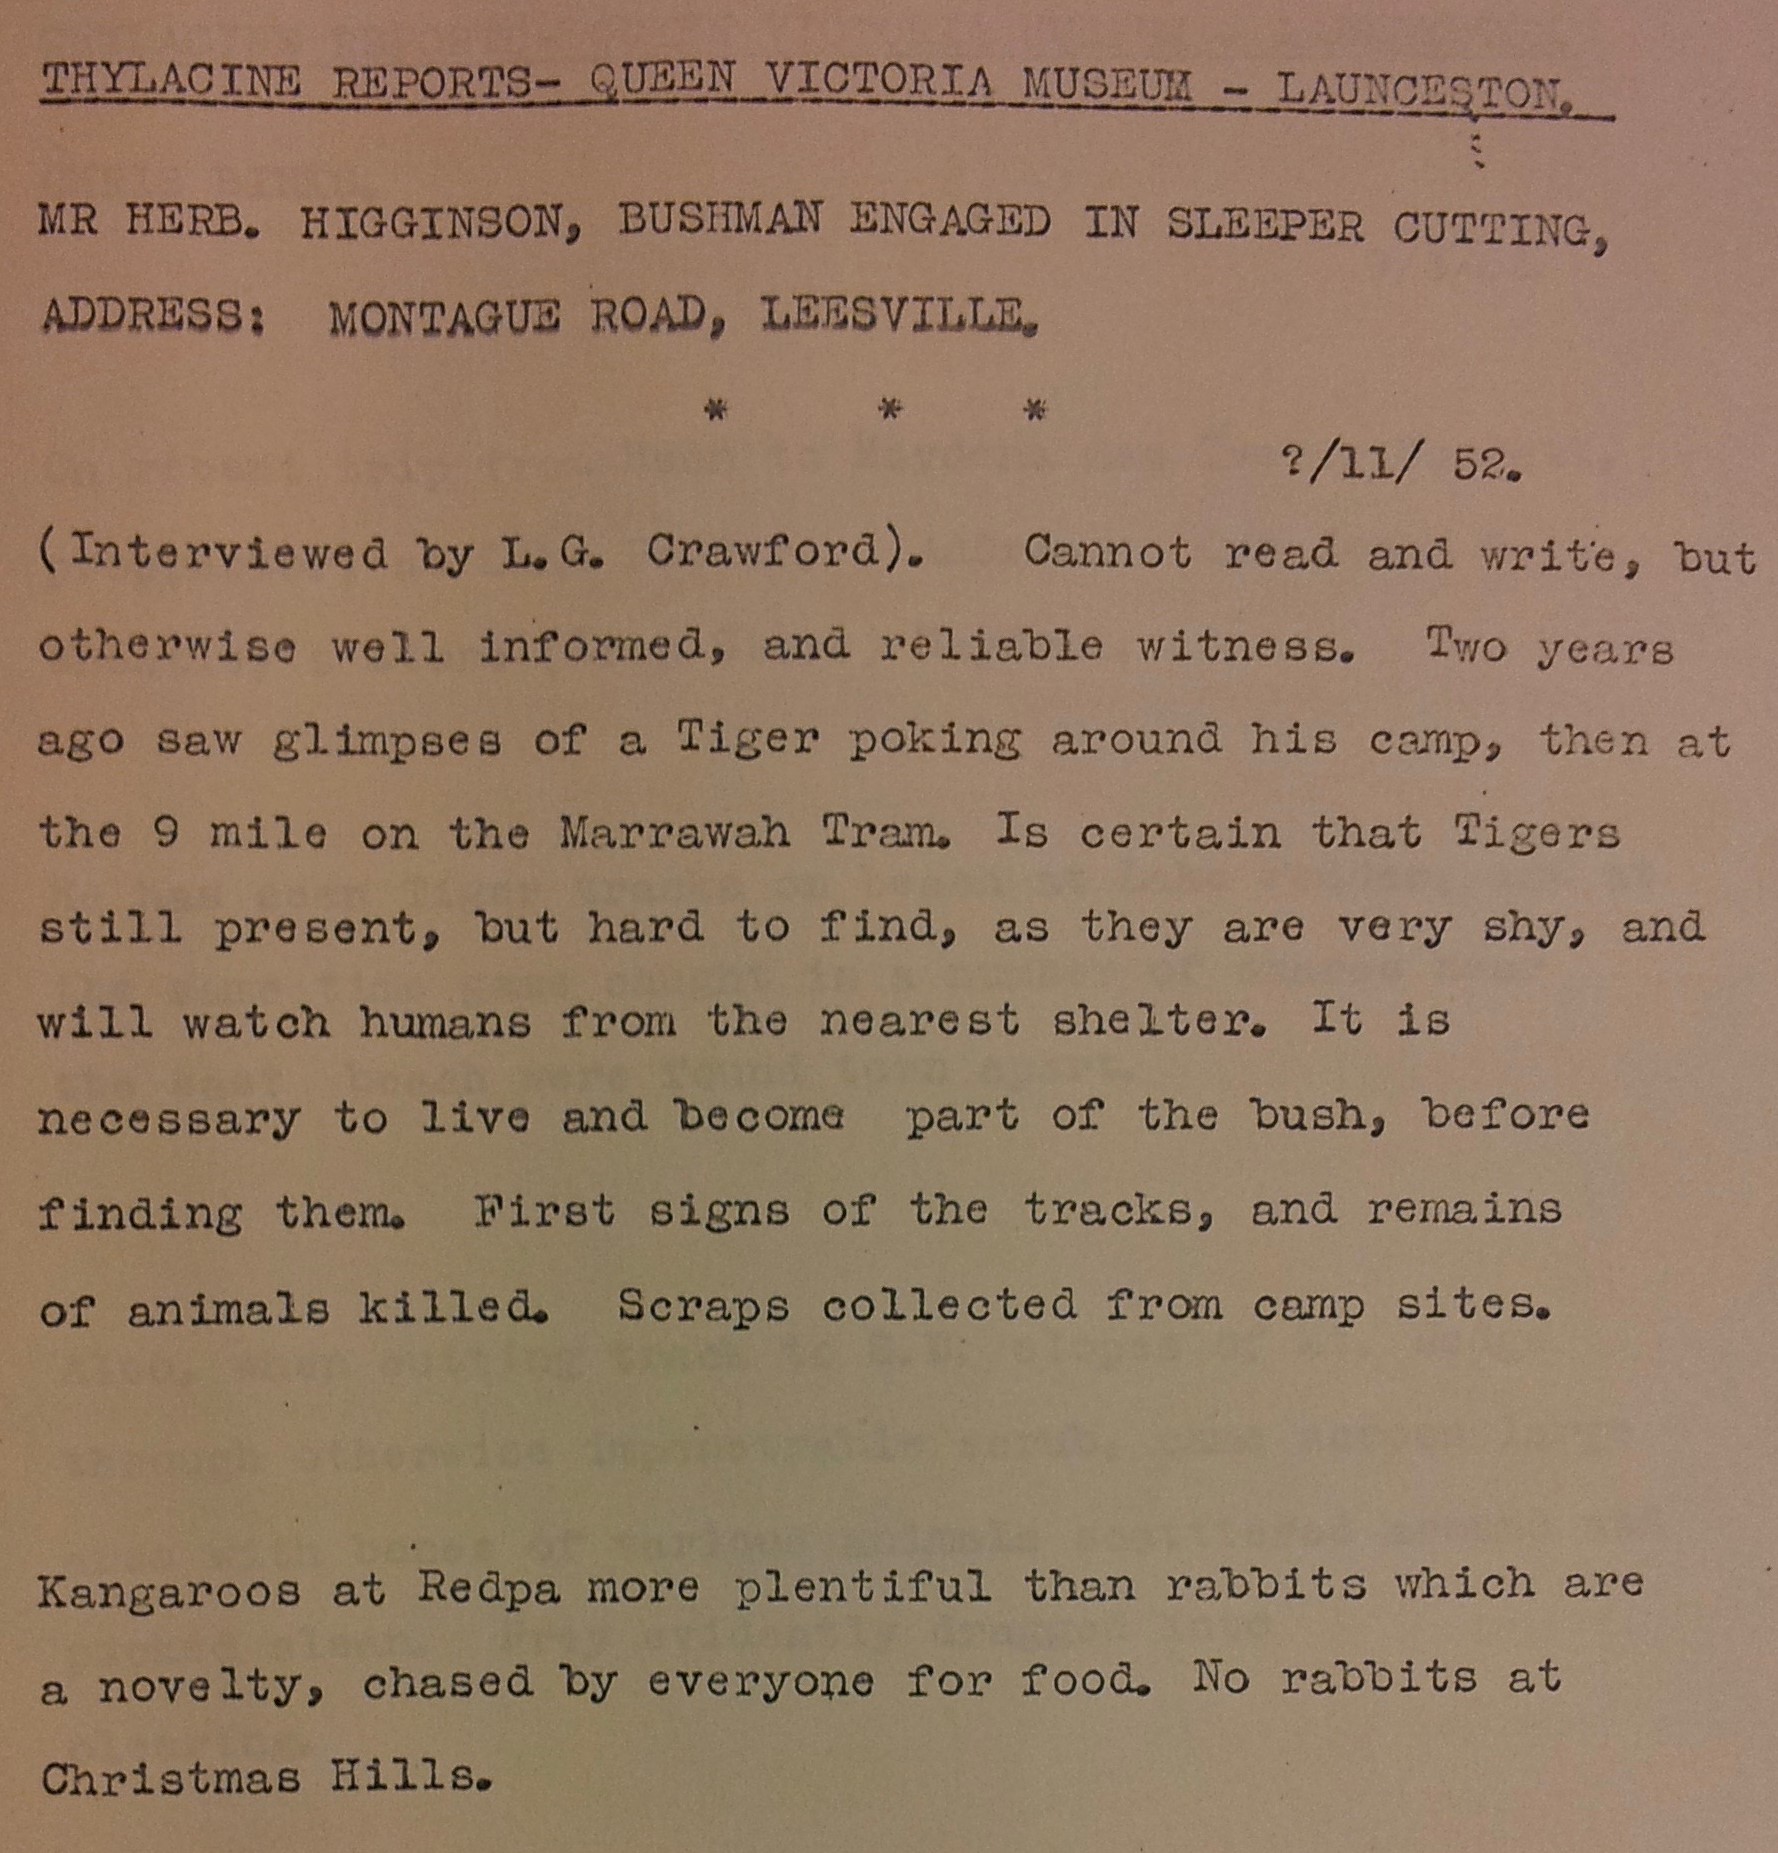 THYLACINE REPORTS- QUEEN VICTORIA MUSEUM - LAUNCESTON.
MR HERB. HIGGINSON, BUSHMAN ENGAGED IN SLEEPER CUTTING,
ADDRESS: MONTAGUE ROAD, LEESVILLE.
* * *
?/11/ 52.
(Interviewed by L.G. Crawford). Cannot read and write, but
otherwise well informed, and reliable witness. Two years
ago saw glimpses of a Tiger poking around his camp, then at
the 9 mile on the Marrawah Tram. Is certain that Tigers
still present, but hard to find, as they are very shy, and
will watch humans from the nearest shelter. It is
necessary to live and become part of the bush, before
finding them. First signs of the tracks, and remains
of animals killed. Scraps collected from camp sites.
Kangaroos at Redpa more plentiful than rabbits which are
a novelty, chased by everyone for food. No rabbits at
Christmas Hills.